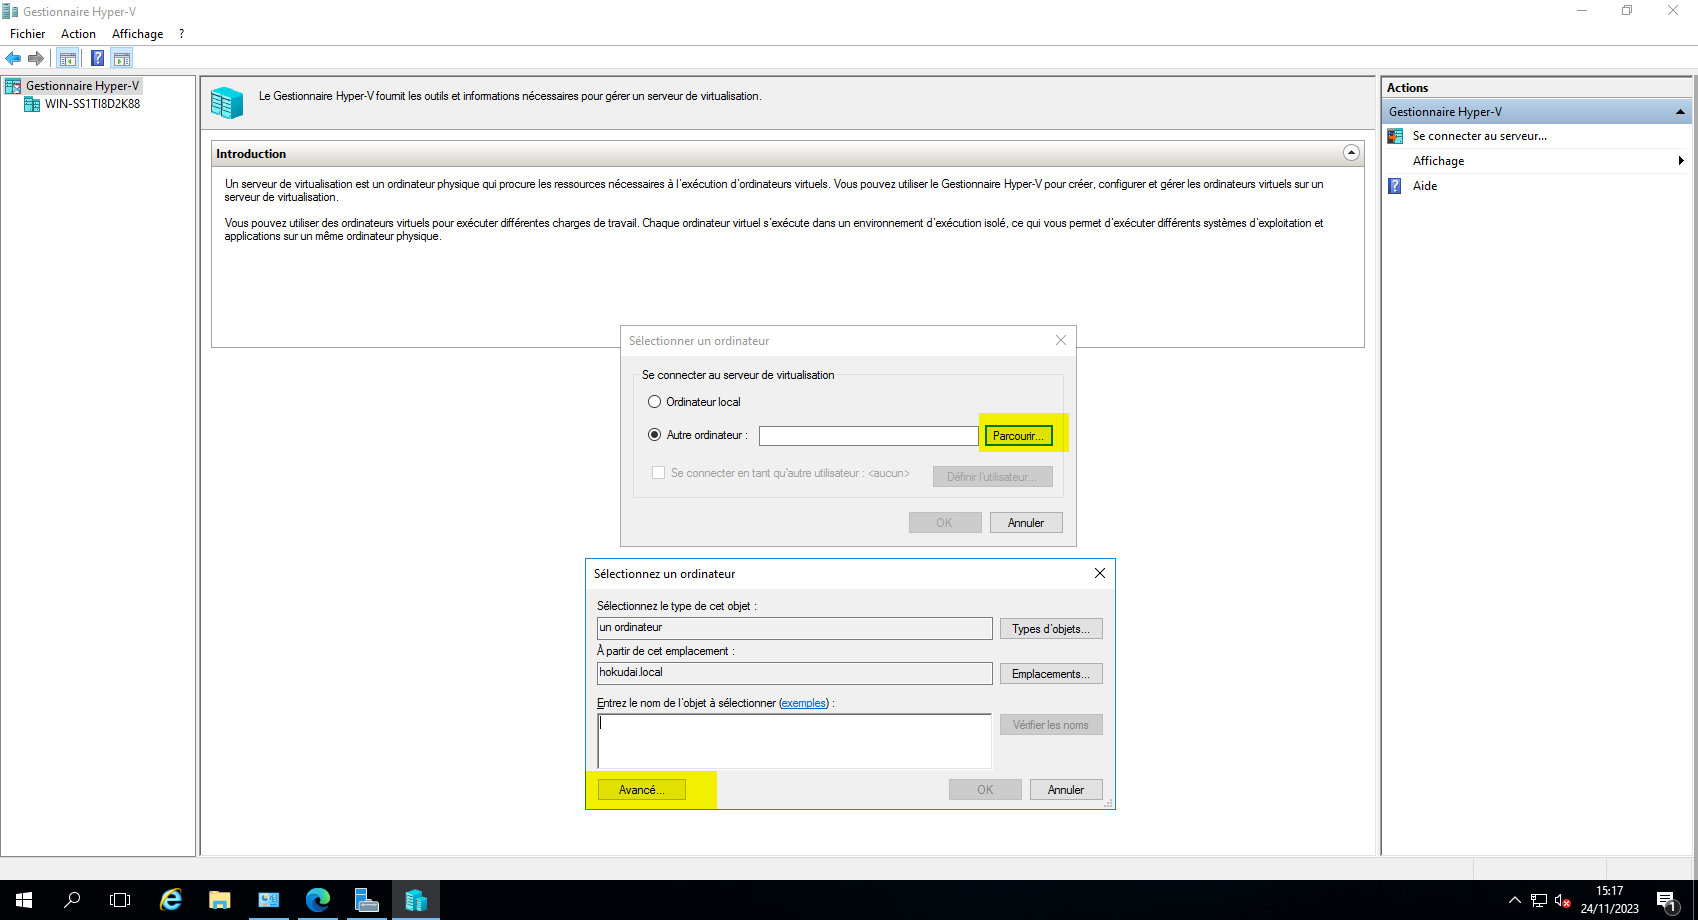 Gestionnaire Hyper-V
Fichier Action Affichage ?
Gestionnaire Hyper-V
WIN-SS1TI8D2K88
Le Gestionnaire Hyper-V fournit les outils et informations nécessaires pour gérer un serveur de virtualisation.
Introduction
Un serveur de virtualisation est un ordinateur physique qui procure les ressources nécessaires à l'exécution d'ordinateurs virtuels. Vous pouvez utiliser le Gestionnaire Hyper-V pour créer, configurer et gérer les ordinateurs virtuels sur un
serveur de virtualisation.
Vous pouvez utiliser des ordinateurs virtuels pour exécuter différentes charges de travail. Chaque ordinateur virtuel s'exécute dans un environnement d'exécution isolé, ce qui vous permet d'exécuter différents systèmes d'exploitation et
applications sur un même ordinateur physique.
Sélectionner un ordinateur
Se connecter au serveur de virtualisation
Ordinateur local
Autre ordinateur : Parcourir...
Se connecter en tant qu'autre utilisateur : <aucun> Définir l'utilisateur...
OK Annuler
Sélectionnez un ordinateur
Sélectionnez le type de cet objet :
un ordinateur Types d'objets...
À partir de cet emplacement :
hokudai.local Emplacements...
Entrez le nom de l'objet à sélectionner (exemples) :
Vérifier les noms
Avancé... OK Annuler
Actions
Gestionnaire Hyper-V
Se connecter au serveur...
Affichage
? Aide
15:17
24/11/2023
1